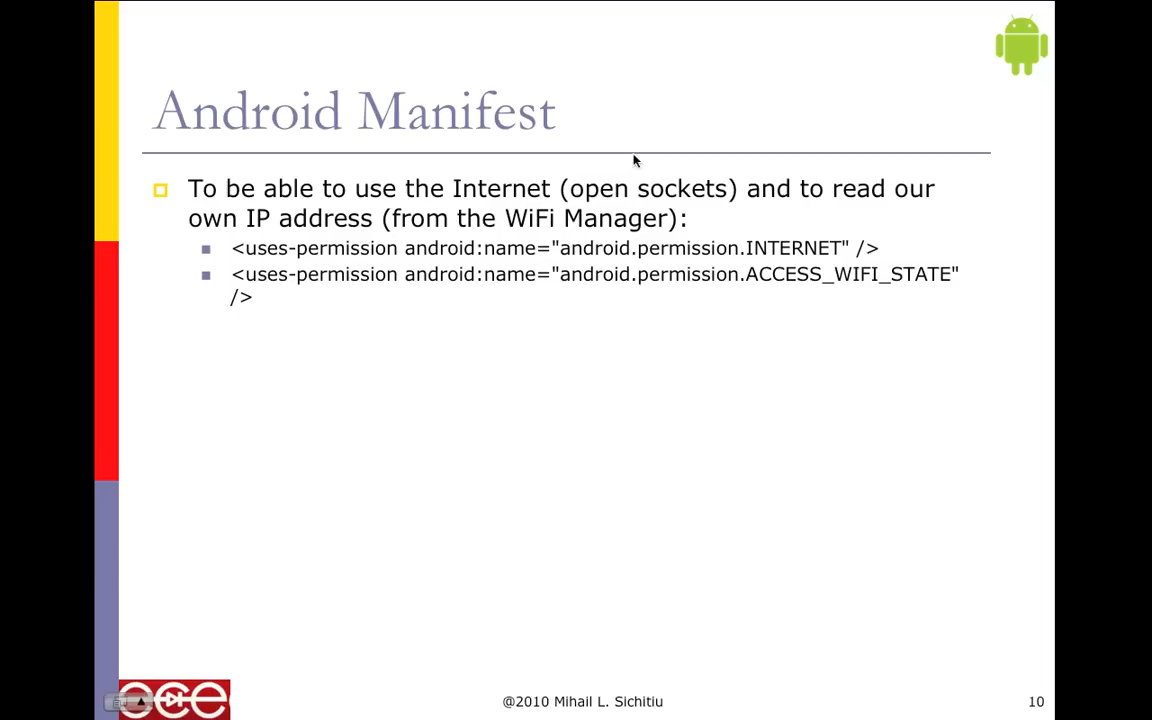 Android Manifest
To be able to use the Internet (open sockets) and to read our
own IP address (from the WiFi Manager):
<uses-permission android:name="android.permission.INTERNET" />
<uses-permission android:name="android.permission.ACCESS_WIFI_STATE"
/>
ece
@2010 Mihail L. Sichitiu
10